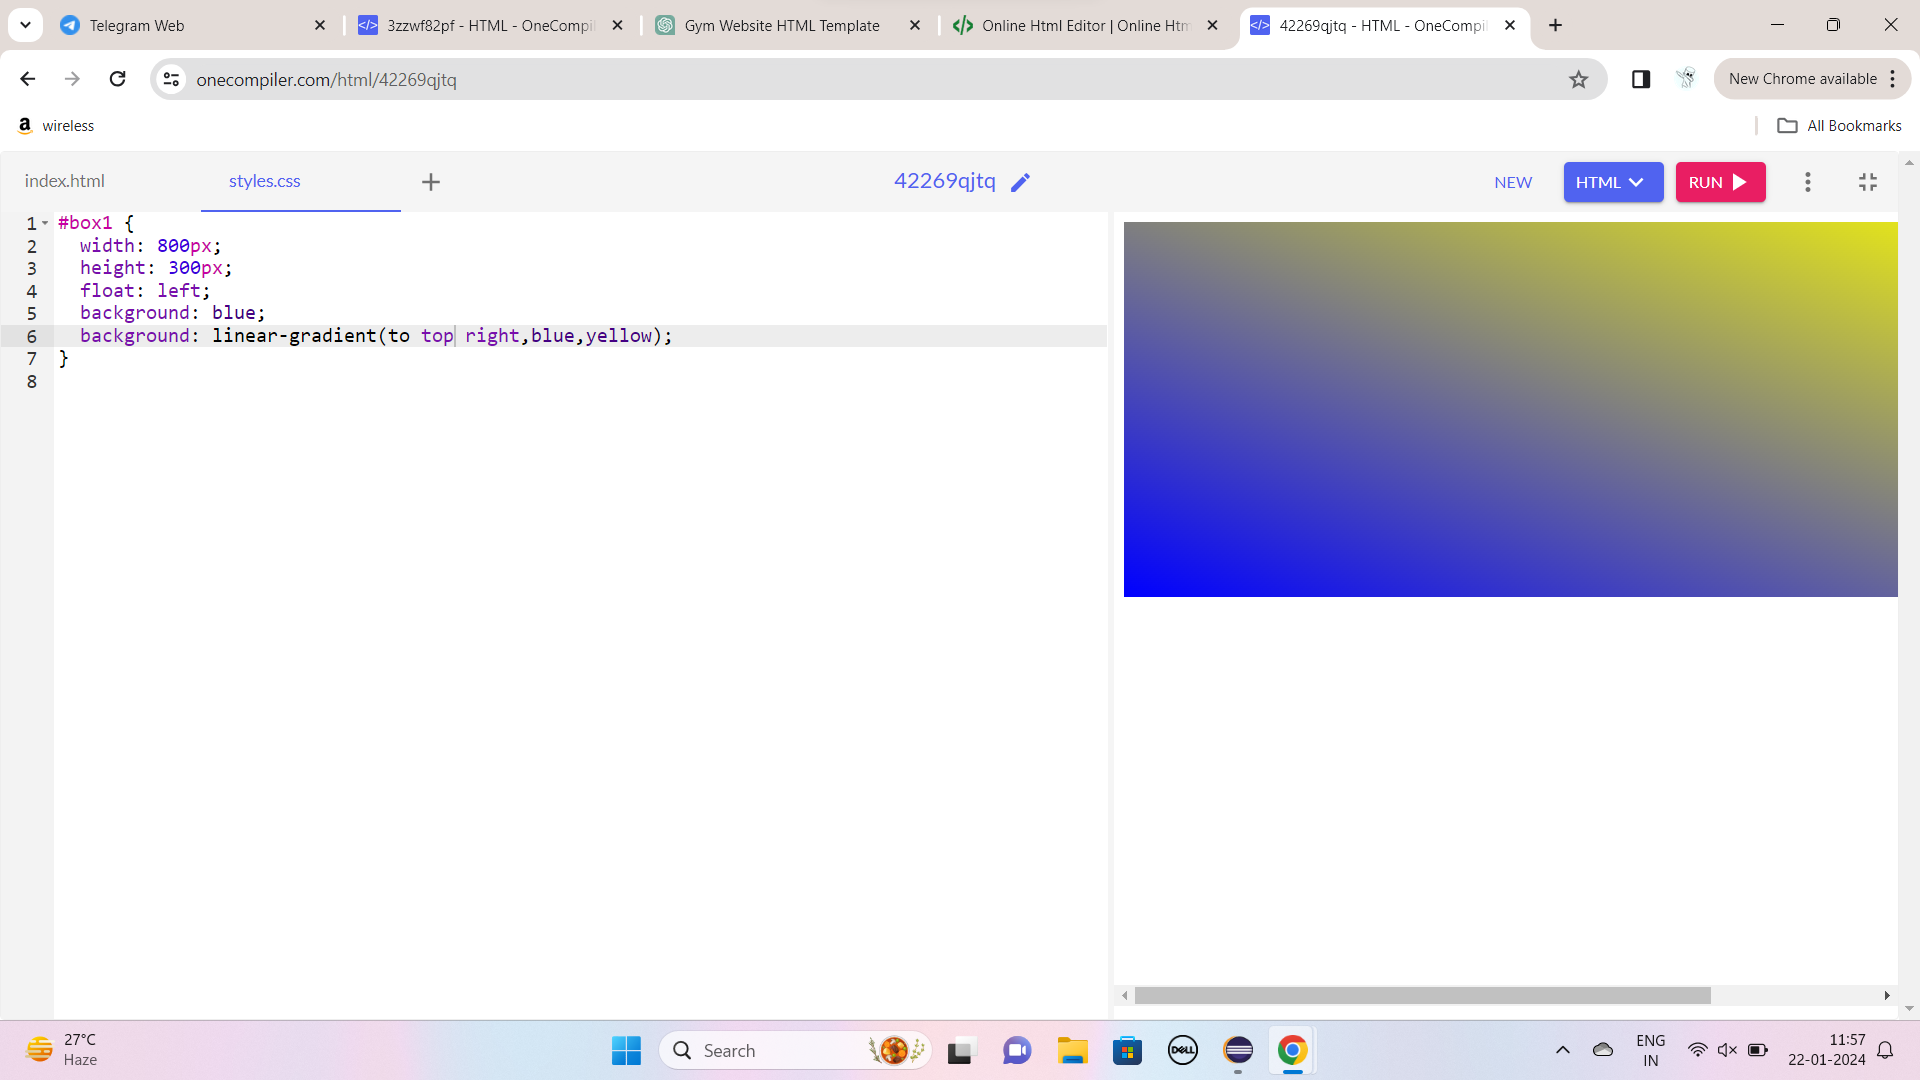 Telegram Web
3zzwf82pf - HTML - OneCompil
Gym Website HTML Template
Online Html Editor | Online Htm
42269qjtq - HTML - OneCompil
onecompiler.com/html/42269qjtq
New Chrome available
a wireless
All Bookmarks
index.html
styles.css
42269qjtq
NEW
HTML
RUN
1 #box1 {
2 width: 800px;
3 height: 300px;
4 float: left;
5 background: blue;
6 background: linear-gradient(to top right,blue,yellow);
7 }
8
27°C
Haze
Search
DELL
ENG
IN
11:57
22-01-2024